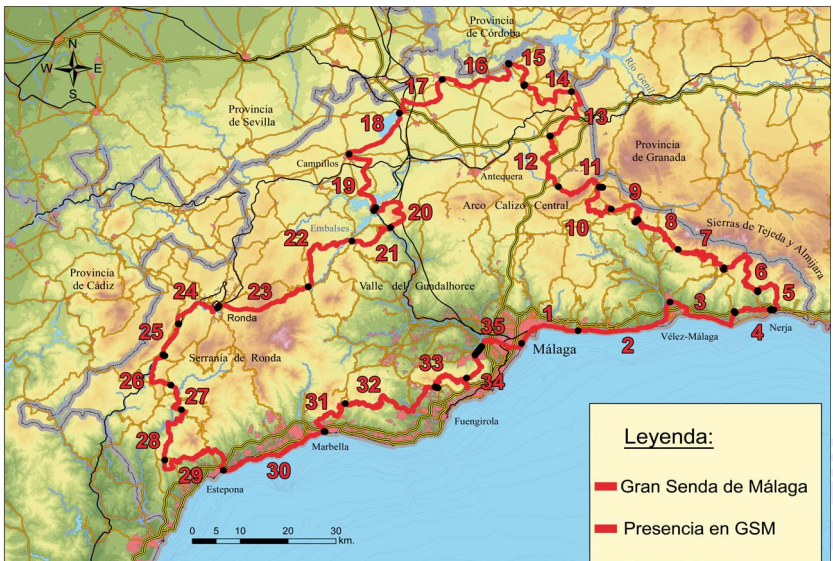 Provincia
de Córdoba
N
W E
S
15
16
17
14
Río Genil
Provincia
de Sevilla
18
13
Provincia
de Granada
Campillos
12
Antequera
11
19
9
Arco Calizo Central
20
10
8
Sierras de Tejeda y Almijara
Embalses
22
21
7
6
Provincia
de Cádiz
Valle del Guadalhorce
24
23
5
Ronda
3
25
35
1
Vélez-Málaga
4
Nerja
Málaga
2
Serranía de Ronda
26
33
34
27
32
31
Fuengirola
28
Marbella
29
30
Estepona
0 5 10 20 30
km.
Leyenda:
Gran Senda de Málaga
Presencia en GSM